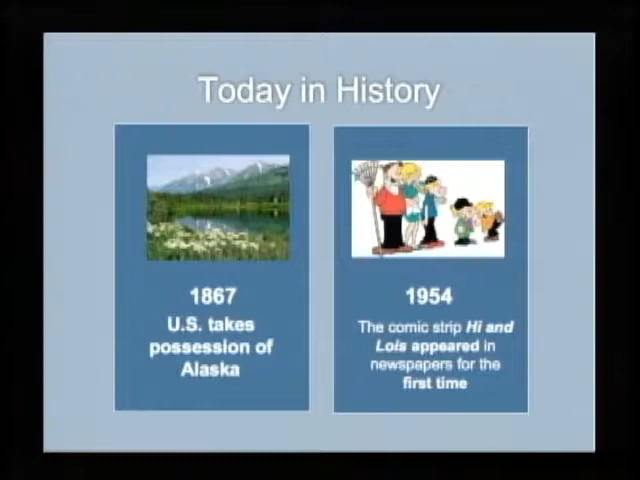 Today in History
1867
U.S. takes
possession of
Alaska
1954
The comic strip Hi and
Lois appeared in
newspapers for the
first time